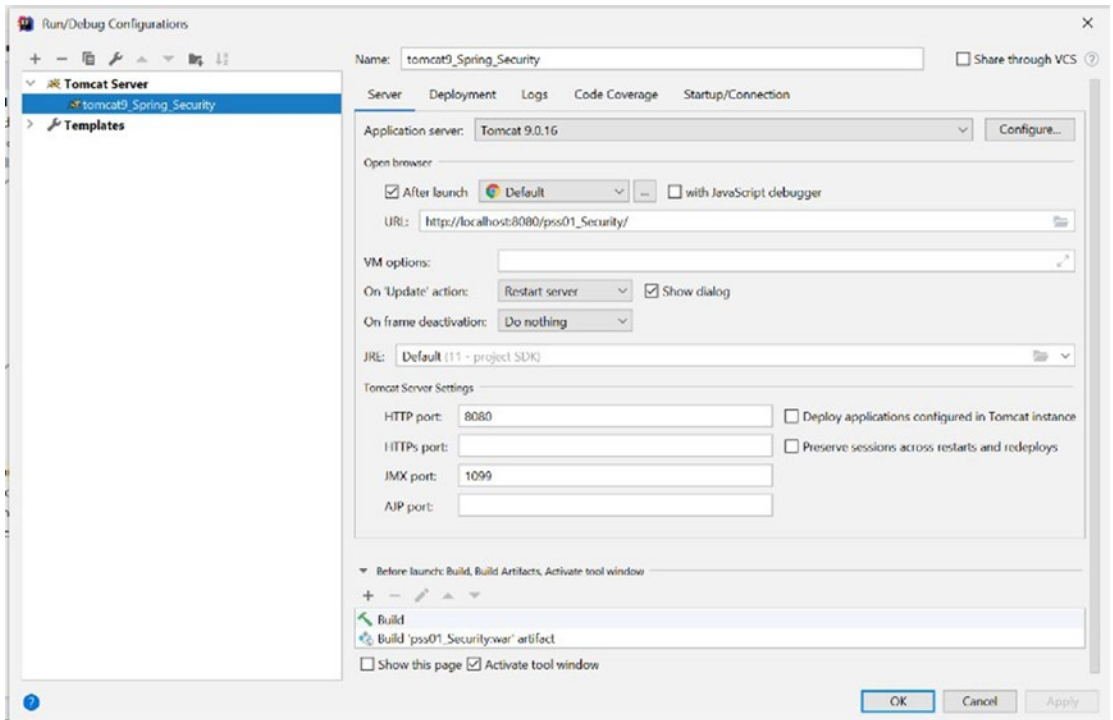 Run/Debug Configurations
Name: tomcat9_Spring_Security
Share through VCS
Tomcat Server
tomcat9_Spring_Security
Templates
Server Deployment Logs Code Coverage Startup/Connection
Application server: Tomcat 9.0.16 Configure...
Open browser
After launch Default ... with JavaScript debugger
URL: http://localhost:8080/pss01_Security/
VM options:
On 'Update' action: Restart server Show dialog
On frame deactivation: Do nothing
JRE: Default (11 - project SDK)
Tomcat Server Settings
HTTP port: 8080 Deploy applications configured in Tomcat instance
HTTPs port: Preserve sessions across restarts and redeploys
JMX port: 1099
AJP port:
Before launch: Build, Build Artifacts, Activate tool window
Build
Build 'pss01_Security:war' artifact
Show this page Activate tool window
OK Cancel Apply